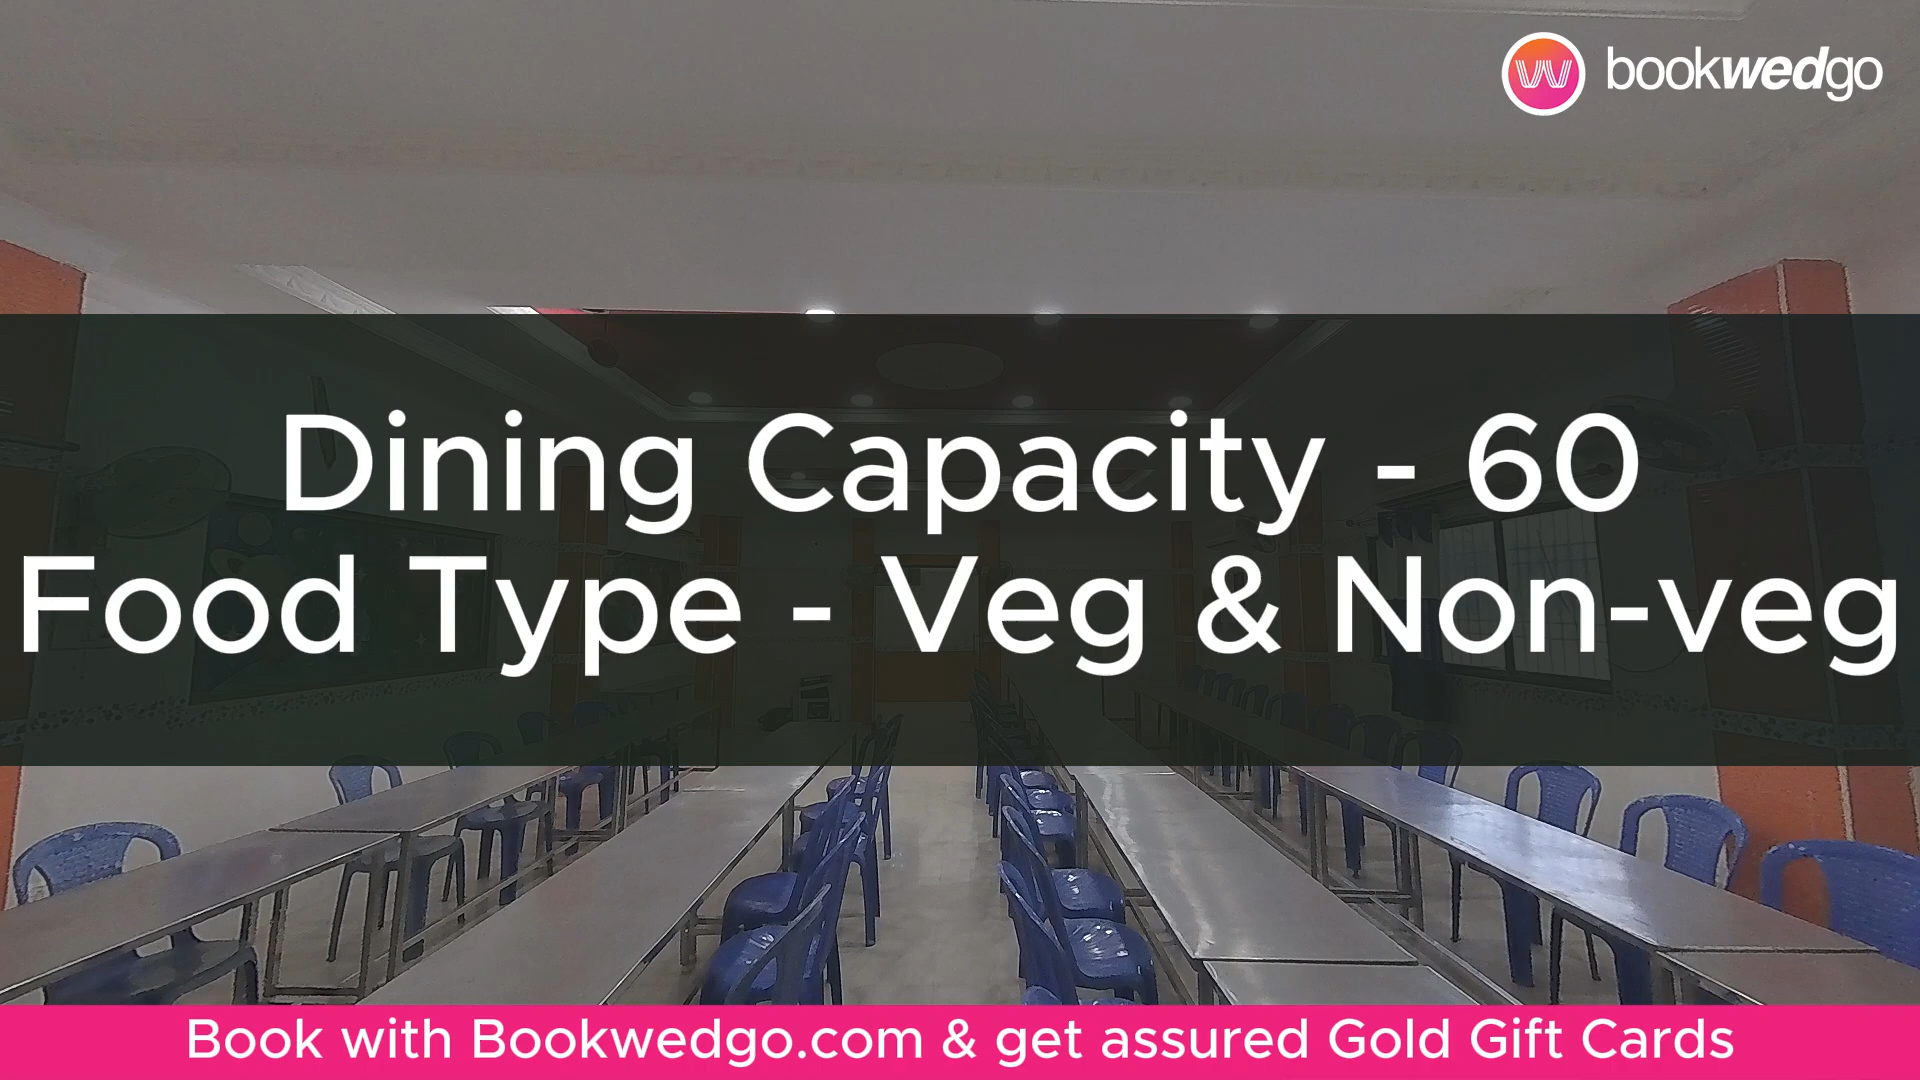 bookwedgo
Dining Capacity - 60
Food Type - Veg & Non-veg
Book with Bookwedgo.com & get assured Gold Gift Cards